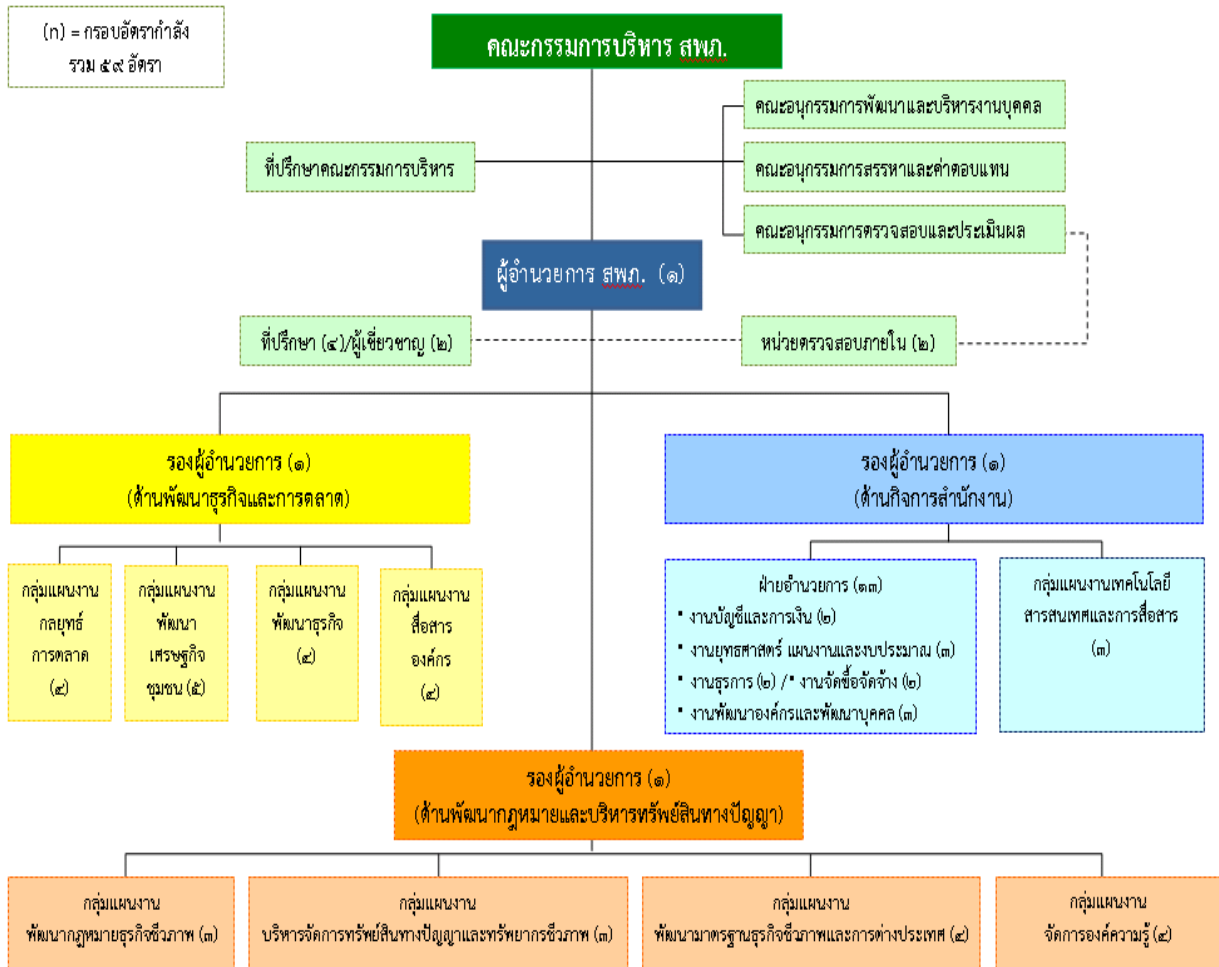 (n) = กรอบอัตรากำลัง
รวม ๕๙ อัตรา
คณะกรรมการบริหาร สพภ.
คณะอนุกรรมการพัฒนาและบริหารงานบุคคล
ที่ปรึกษาคณะกรรมการบริหาร
คณะอนุกรรมการสรรหาและค่าตอบแทน
คณะอนุกรรมการตรวจสอบและประเมินผล
ผู้อำนวยการ สพภ. (๑)
ที่ปรึกษา (๔)/ผู้เชี่ยวชาญ (๒)
หน่วยตรวจสอบภายใน (๒)
รองผู้อำนวยการ (๑)
(ด้านพัฒนาธุรกิจและการตลาด)
รองผู้อำนวยการ (๑)
(ด้านกิจการสำนักงาน)
กลุ่มแผนงาน
กลยุทธ์
การตลาด
(๔)
กลุ่มแผนงาน
พัฒนา
เศรษฐกิจ
ชุมชน (๕)
กลุ่มแผนงาน
พัฒนาธุรกิจ
(๔)
กลุ่มแผนงาน
สื่อสาร
องค์กร
(๔)
ฝ่ายอำนวยการ (๑๓)
▪ งานบัญชีและการเงิน (๒)
▪ งานยุทธศาสตร์ แผนงานและงบประมาณ (๓)
▪ งานธุรการ (๒) /▪ งานจัดซื้อจัดจ้าง (๒)
▪ งานพัฒนาองค์กรและพัฒนาบุคคล (๓)
กลุ่มแผนงานเทคโนโลยี
สารสนเทศและการสื่อสาร
(๓)
รองผู้อำนวยการ (๑)
(ด้านพัฒนากฎหมายและบริหารทรัพย์สินทางปัญญา)
กลุ่มแผนงาน
พัฒนากฎหมายธุรกิจชีวภาพ (๓)
กลุ่มแผนงาน
บริหารจัดการทรัพย์สินทางปัญญาและทรัพยากรชีวภาพ (๓)
กลุ่มแผนงาน
พัฒนามาตรฐานธุรกิจชีวภาพและการต่างประเทศ (๔)
กลุ่มแผนงาน
จัดการองค์ความรู้ (๔)